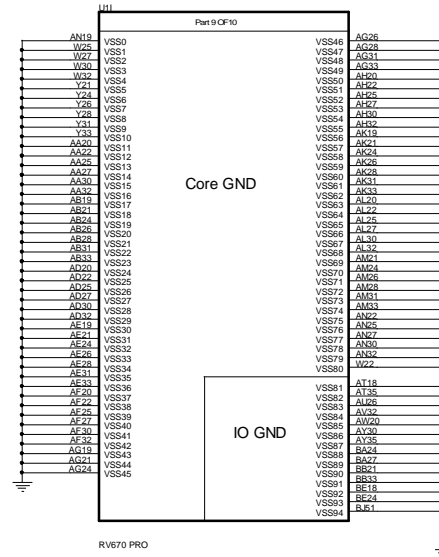 U1I
Part 9 OF10
AN19 VSS0 VSS46 AG26
W25 VSS1 VSS47 AG28
W27 VSS2 VSS48 AG31
W30 VSS3 VSS49 AG33
W32 VSS4 VSS50 AH20
Y21 VSS5 VSS51 AH22
Y24 VSS6 VSS52 AH25
Y26 VSS7 VSS53 AH27
Y28 VSS8 VSS54 AH30
Y31 VSS9 VSS55 AH32
Y33 VSS10 VSS56 AK19
AA20 VSS11 VSS57 AK21
AA22 VSS12 VSS58 AK24
AA25 VSS13 VSS59 AK26
AA27 VSS14 VSS60 AK28
AA30 VSS15 VSS61 AK31
AA32 VSS16 VSS62 AK33
AB19 VSS17 VSS63 AL20
AB21 VSS18 VSS64 AL22
AB24 VSS19 VSS65 AL25
AB26 VSS20 VSS66 AL27
AB28 VSS21 VSS67 AL30
AB31 VSS22 VSS68 AL32
AB33 VSS23 VSS69 AM21
AD20 VSS24 VSS70 AM24
AD22 VSS25 VSS71 AM26
AD25 VSS26 VSS72 AM28
AD27 VSS27 VSS73 AM31
AD30 VSS28 VSS74 AM33
AD32 VSS29 VSS75 AN22
AE19 VSS30 VSS76 AN25
AE21 VSS31 VSS77 AN27
AE24 VSS32 VSS78 AN30
AE26 VSS33 VSS79 AN32
AE28 VSS34 VSS80 W22
AE31 VSS35
AE33 VSS36 VSS81 AT18
AF20 VSS37 VSS82 AT35
AF22 VSS38 VSS83 AU26
AF25 VSS39 VSS84 AV32
AF27 VSS40 VSS85 AW20
AF30 VSS41 VSS86 AY30
AF32 VSS42 VSS87 AY35
AG19 VSS43 VSS88 BA24
AG21 VSS44 VSS89 BA27
AG24 VSS45 VSS90 BB21
VSS91 BB33
VSS92 BE18
VSS93 BE24
VSS94 BJ51
Core GND
IO GND
RV670 PRO